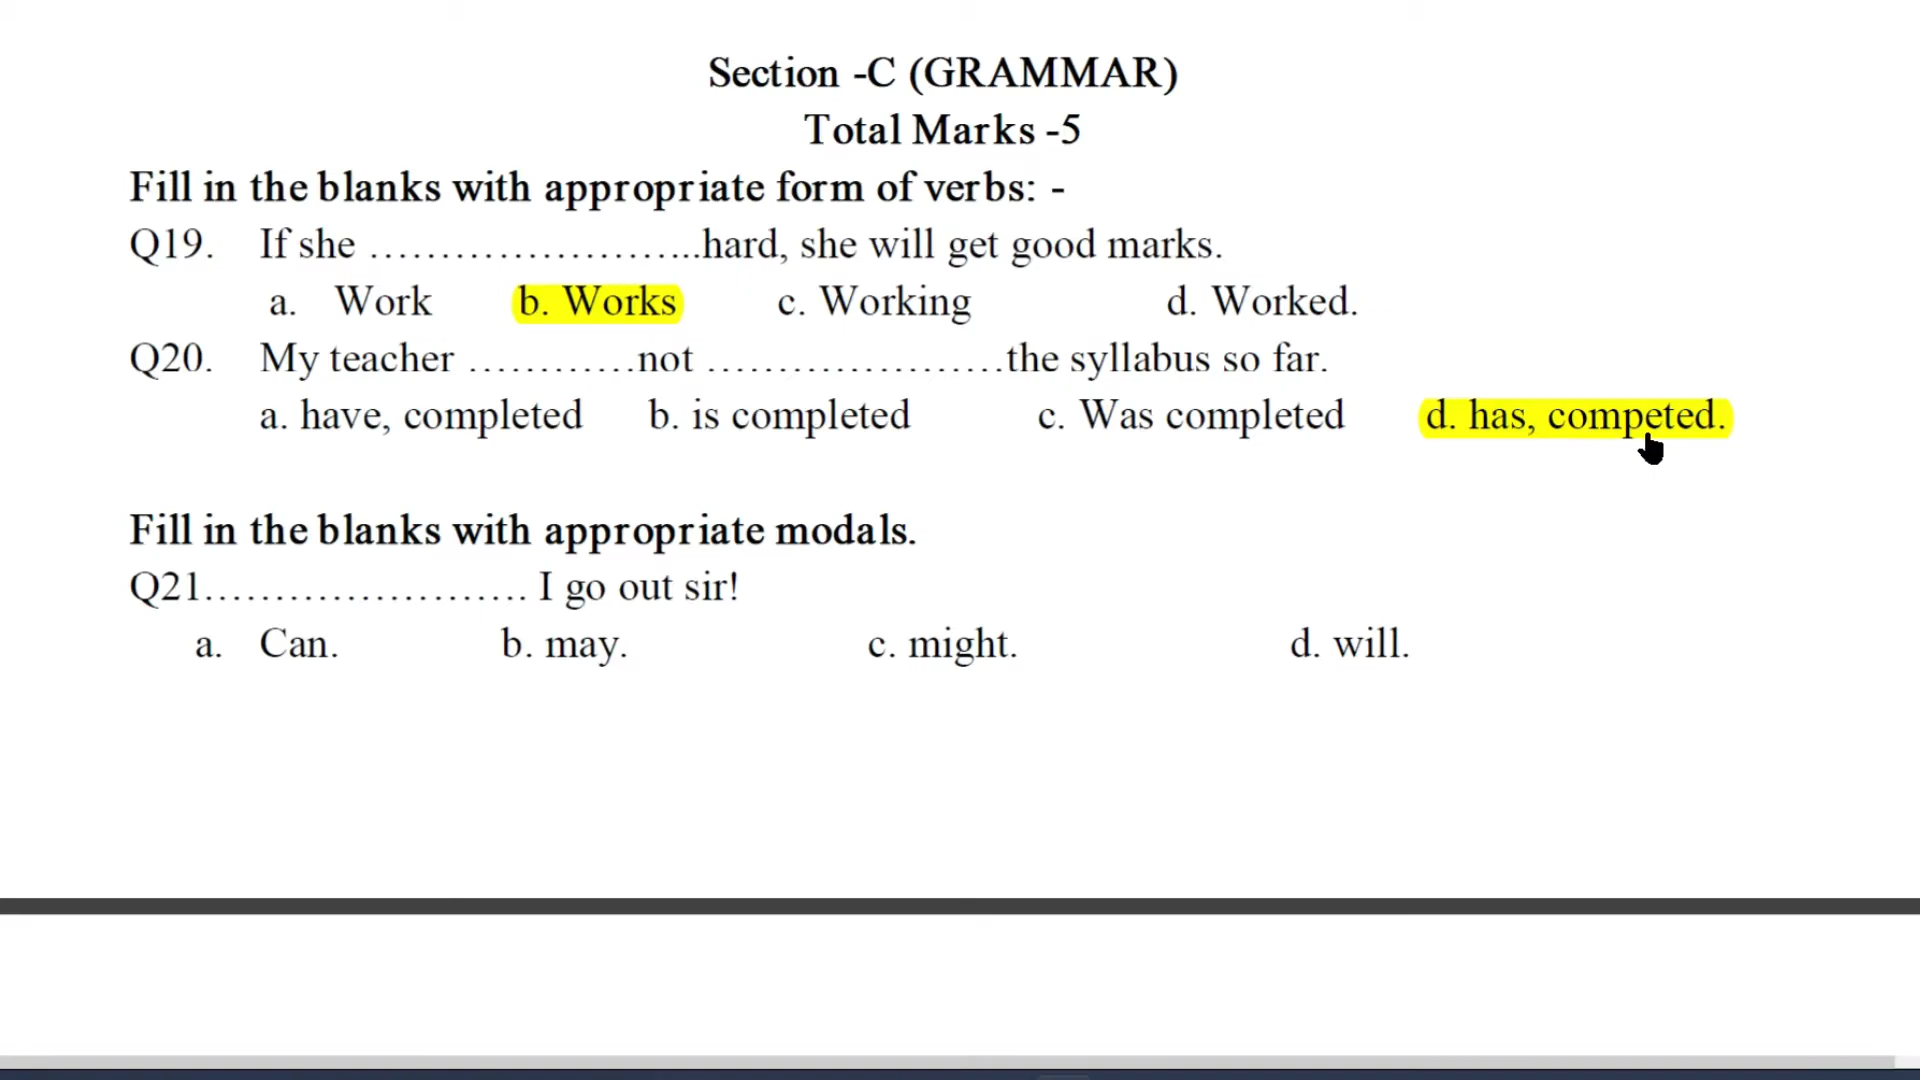 Section -C (GRAMMAR)
Total Marks -5
Fill in the blanks with appropriate form of verbs: -
Q19. If she ……………………..hard, she will get good marks.
a. Work b. Works c. Working d. Worked.
Q20. My teacher …………not …………………the syllabus so far.
a. have, completed b. is completed c. Was completed d. has, competed.
Fill in the blanks with appropriate modals.
Q21…………………… I go out sir!
a. Can. b. may. c. might. d. will.